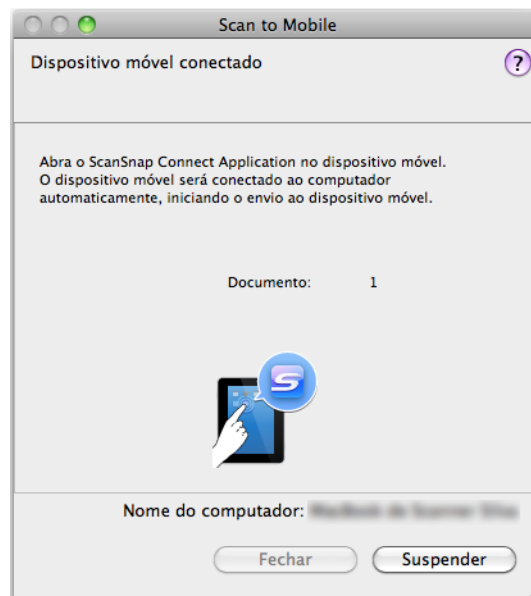 Scan to Mobile
Dispositivo móvel conectado
?
Abra o ScanSnap Connect Application no dispositivo móvel.
O dispositivo móvel será conectado ao computador
automaticamente, iniciando o envio ao dispositivo móvel.
Documento: 1
S
Nome do computador:
Fechar Suspender